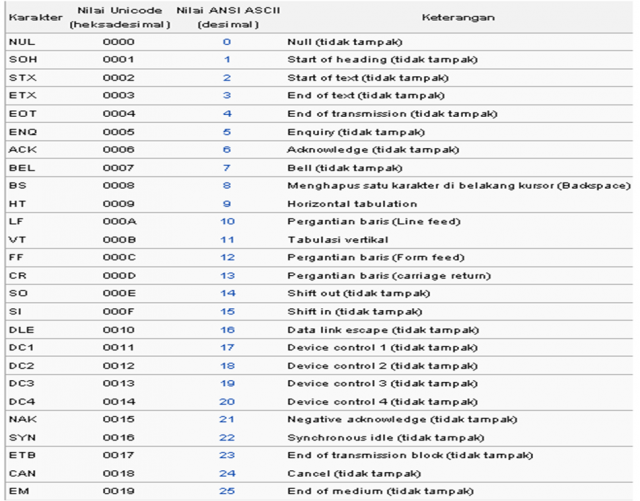 Karakter Nilai Unicode (heksadesimal) Nilai ANSI ASCII (desimal) Keterangan
NUL 0000 0 Null (tidak tampak)
SOH 0001 1 Start of heading (tidak tampak)
STX 0002 2 Start of text (tidak tampak)
ETX 0003 3 End of text (tidak tampak)
EOT 0004 4 End of transmission (tidak tampak)
ENQ 0005 5 Enquiry (tidak tampak)
ACK 0006 6 Acknowledge (tidak tampak)
BEL 0007 7 Bell (tidak tampak)
BS 0008 8 Menghapus satu karakter di belakang kursor (Backspace)
HT 0009 9 Horizontal tabulation
LF 000A 10 Pergantian baris (Line feed)
VT 000B 11 Tabulasi vertikal
FF 000C 12 Pergantian baris (Form feed)
CR 000D 13 Pergantian baris (carriage return)
SO 000E 14 Shift out (tidak tampak)
SI 000F 15 Shift in (tidak tampak)
DLE 0010 16 Data link escape (tidak tampak)
DC1 0011 17 Device control 1 (tidak tampak)
DC2 0012 18 Device control 2 (tidak tampak)
DC3 0013 19 Device control 3 (tidak tampak)
DC4 0014 20 Device control 4 (tidak tampak)
NAK 0015 21 Negative acknowledge (tidak tampak)
SYN 0016 22 Synchronous idle (tidak tampak)
ETB 0017 23 End of transmission block (tidak tampak)
CAN 0018 24 Cancel (tidak tampak)
EM 0019 25 End of medium (tidak tampak)